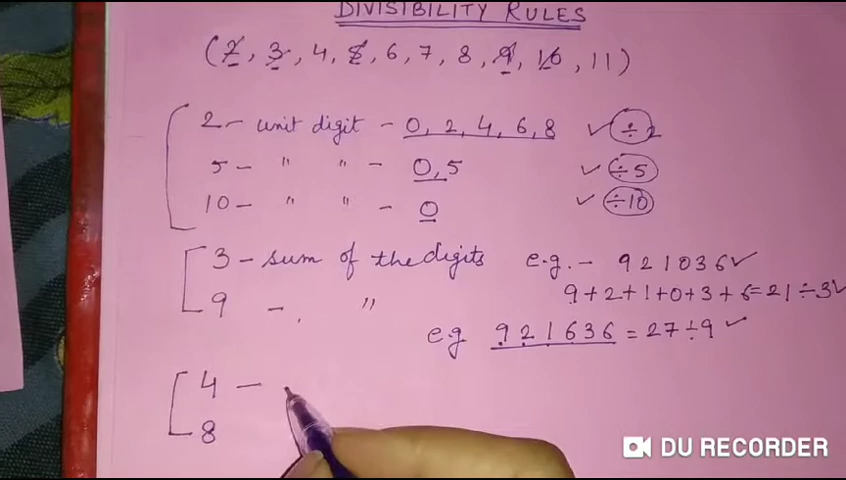 DIVISIBILITY RULES
(2, 3, 4, 5, 6, 7, 8, 9, 10, 11)
2 - unit digit - 0, 2, 4, 6, 8 ✓ ÷2
5 - " " - 0, 5 ✓ ÷5
10 - " " - 0 ✓ ÷10
3 - sum of the digits e.g. - 921036 ✓
9+2+1+0+3+6=21÷3✓
9 - "
e.g 921636 = 27÷9 ✓
4 -
8
DU RECORDER